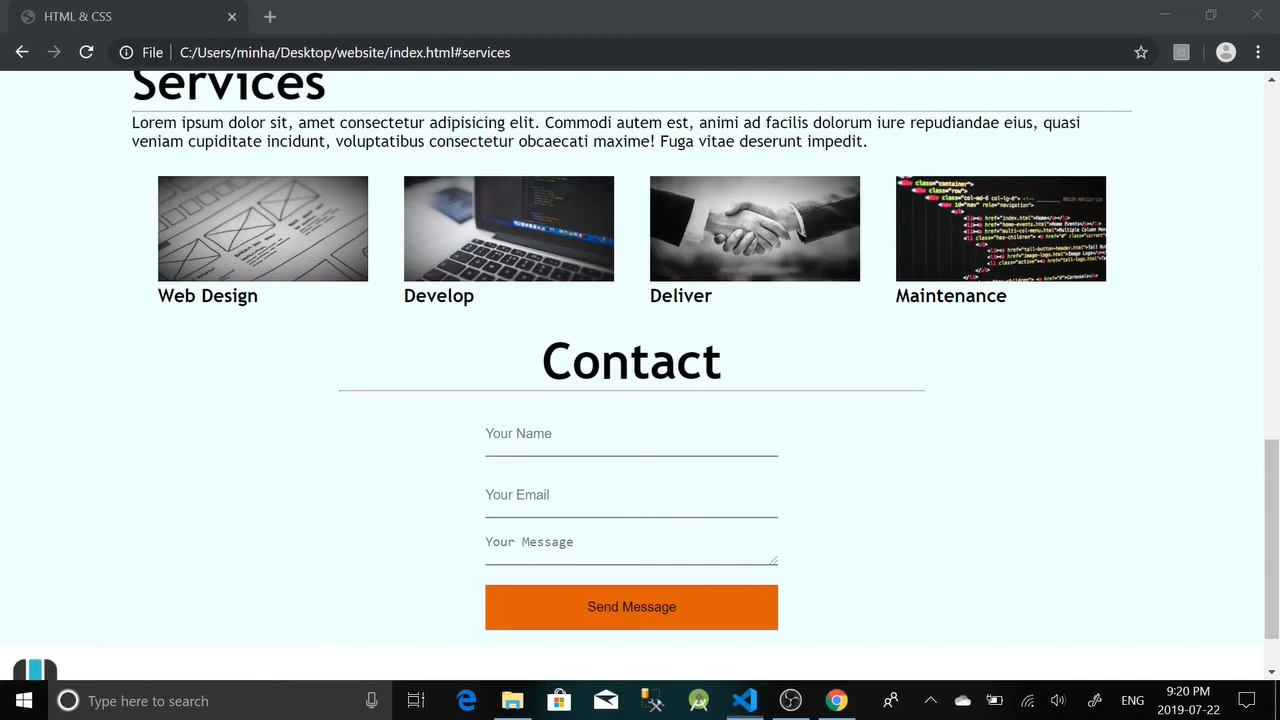 HTML & CSS
File
C:/Users/minha/Desktop/website/index.html#services
Services
Lorem ipsum dolor sit, amet consectetur adipisicing elit. Commodi autem est, animi ad facilis dolorum iure repudiandae eius, quasi
veniam cupiditate incidunt, voluptatibus consectetur obcaecati maxime! Fuga vitae deserunt impedit.
Web Design
Develop
Deliver
Maintenance
Contact
Your Name
Your Email
Your Message
Send Message
Type here to search
ENG
9:20 PM
2019-07-22